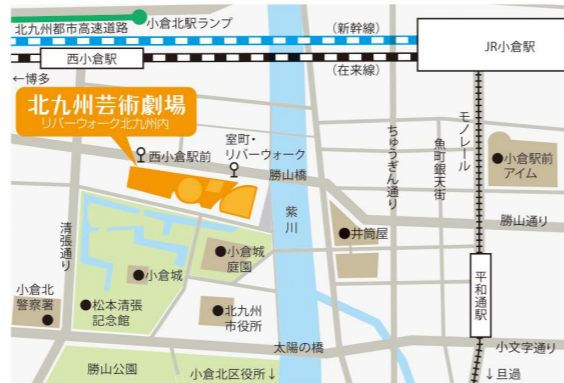 北九州都市高速道路
小倉北駅ランプ
(新幹線)
JR小倉駅
西小倉駅
(在来線)
←博多
北九州芸術劇場
リバーウォーク北九州内
西小倉駅前
室町・
リバーウォーク
勝山橋
紫川
ちゅうぎん通り
魚町銀天街
モノレール
小倉駅前
アイム
勝山通り
井筒屋
清張通り
小倉城
庭園
小倉城
小倉北
警察署
松本清張
記念館
北九州
市役所
平和通駅
太陽の橋
小文字通り
勝山公園
小倉北区役所↓
↓旦過